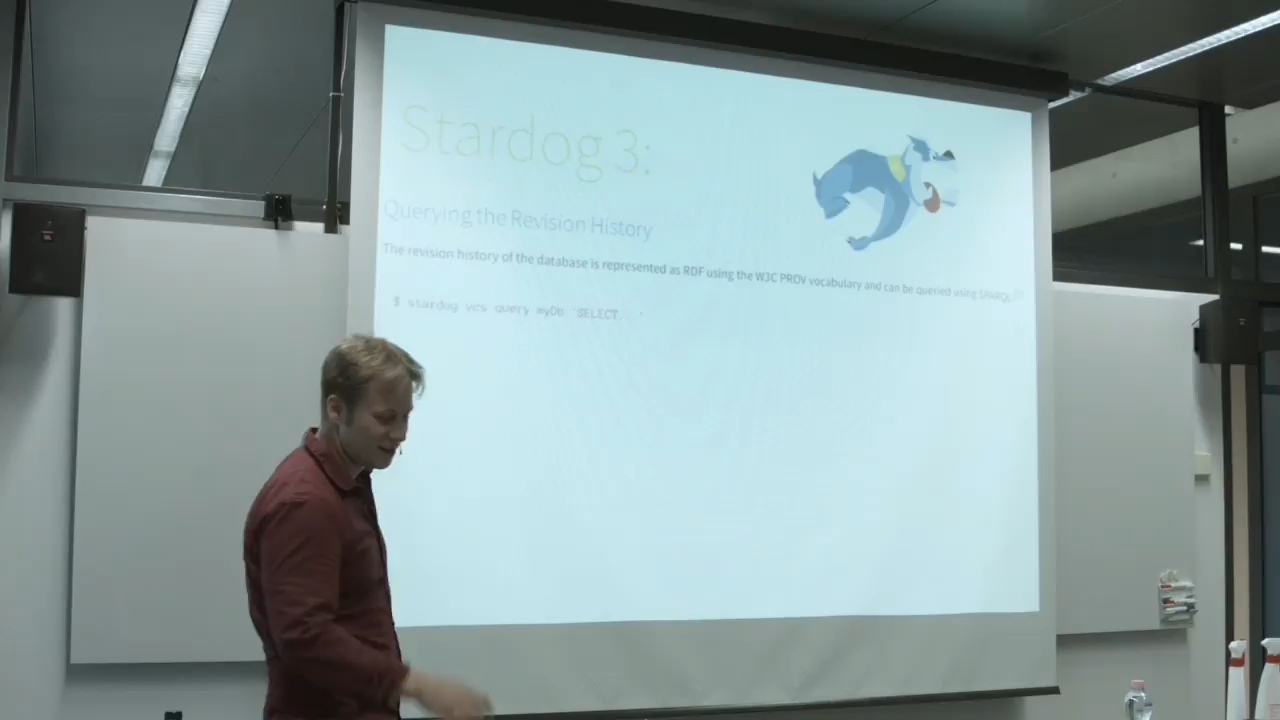 Stardog 3:
Querying the Revision History
The revision history of the database is represented as RDF using the W3C PROV vocabulary and can be queried using SPARQL
$ stardog vcs query myDb SELECT